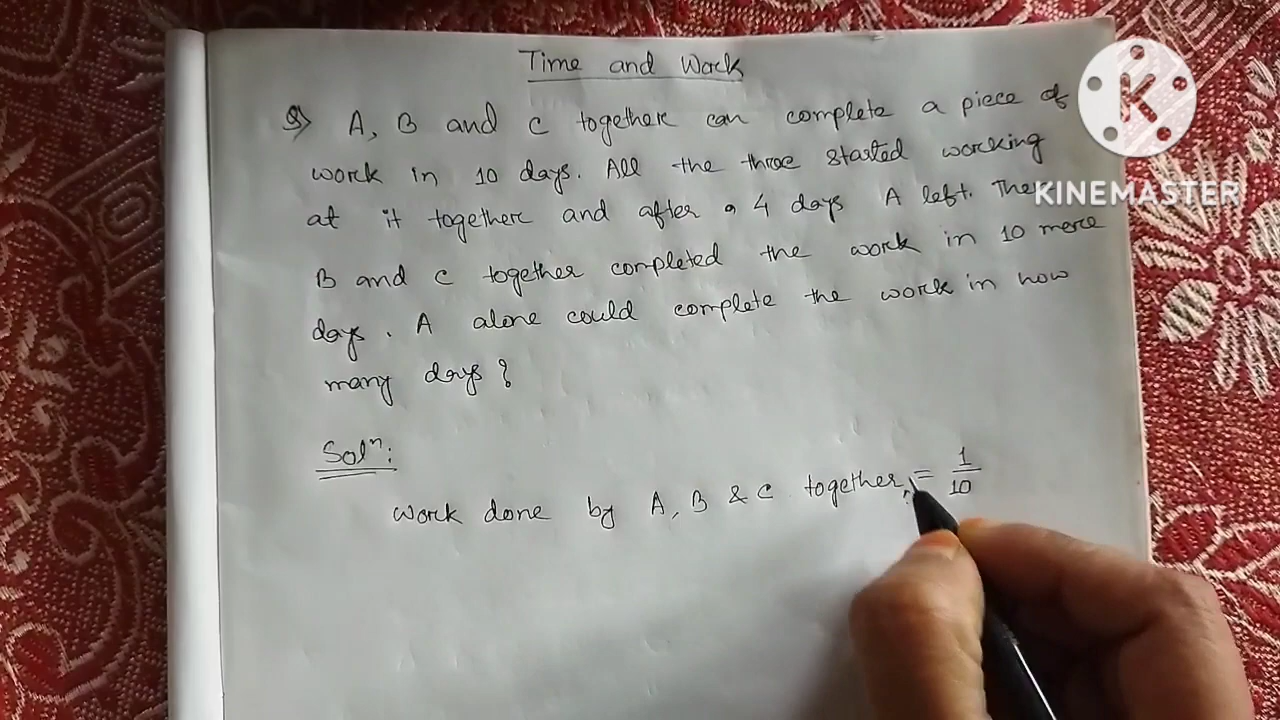 Time and Work
Q> A, B and C together can complete a piece of
work in 10 days. All the three started working
at it together and after 4 days A left. Then
B and C together completed the work in 10 more
days. A alone could complete the work in how
many days?
Solⁿ:
Work done by A, B & C together = 1/10
K
KINEMASTER